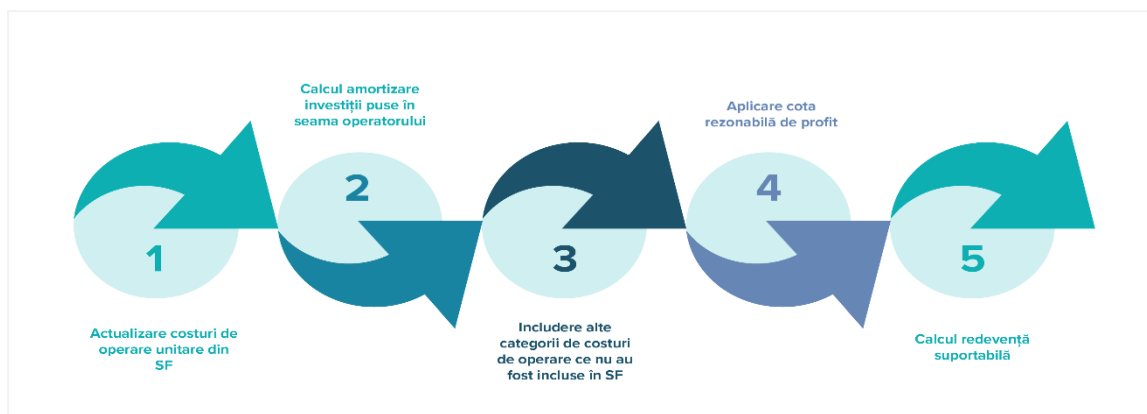 1
Actualizare costuri de
operare unitare din
SF
Calcul amortizare
investiții puse în
seama operatorului
2
3
Includere alte
categorii de costuri
de operare ce nu au
fost incluse în SF
Aplicare cota
rezonabilă de profit
4
5
Calcul redevență
suportabilă